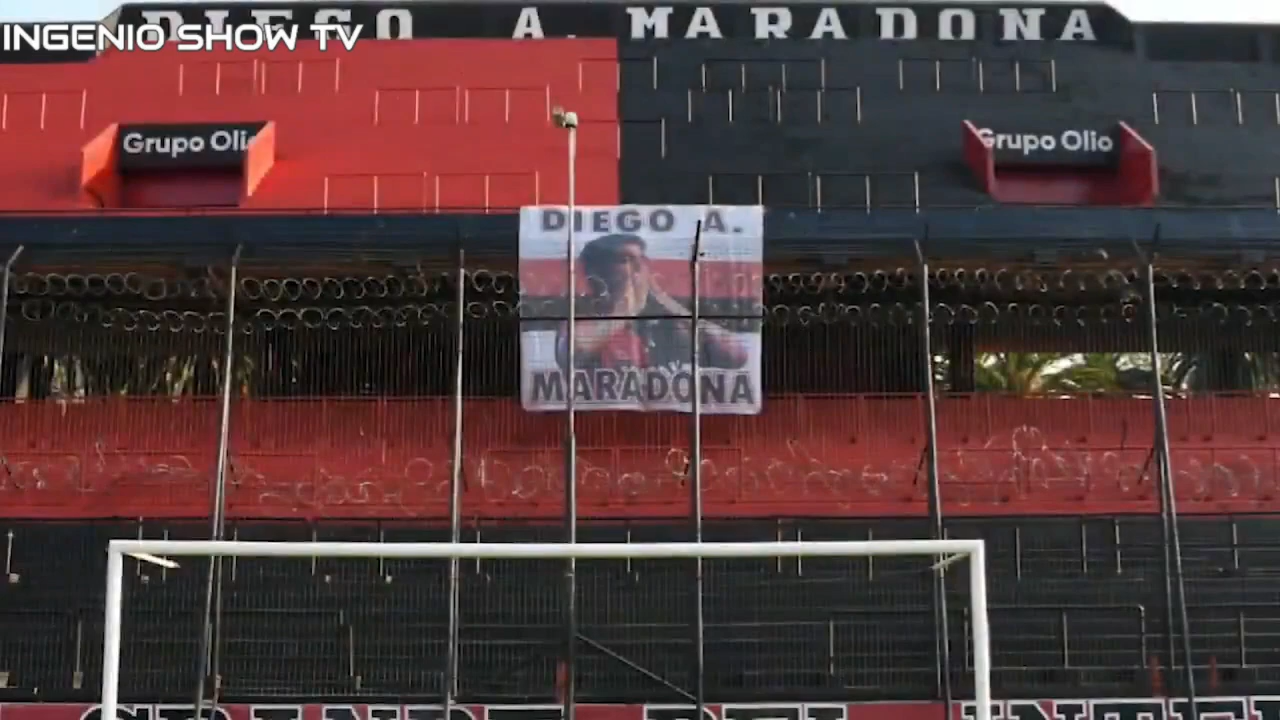 INGENIO SHOW TV
DIEGO A. MARADONA
Grupo Olio
Grupo Olio
DIEGO A.
MARADONA